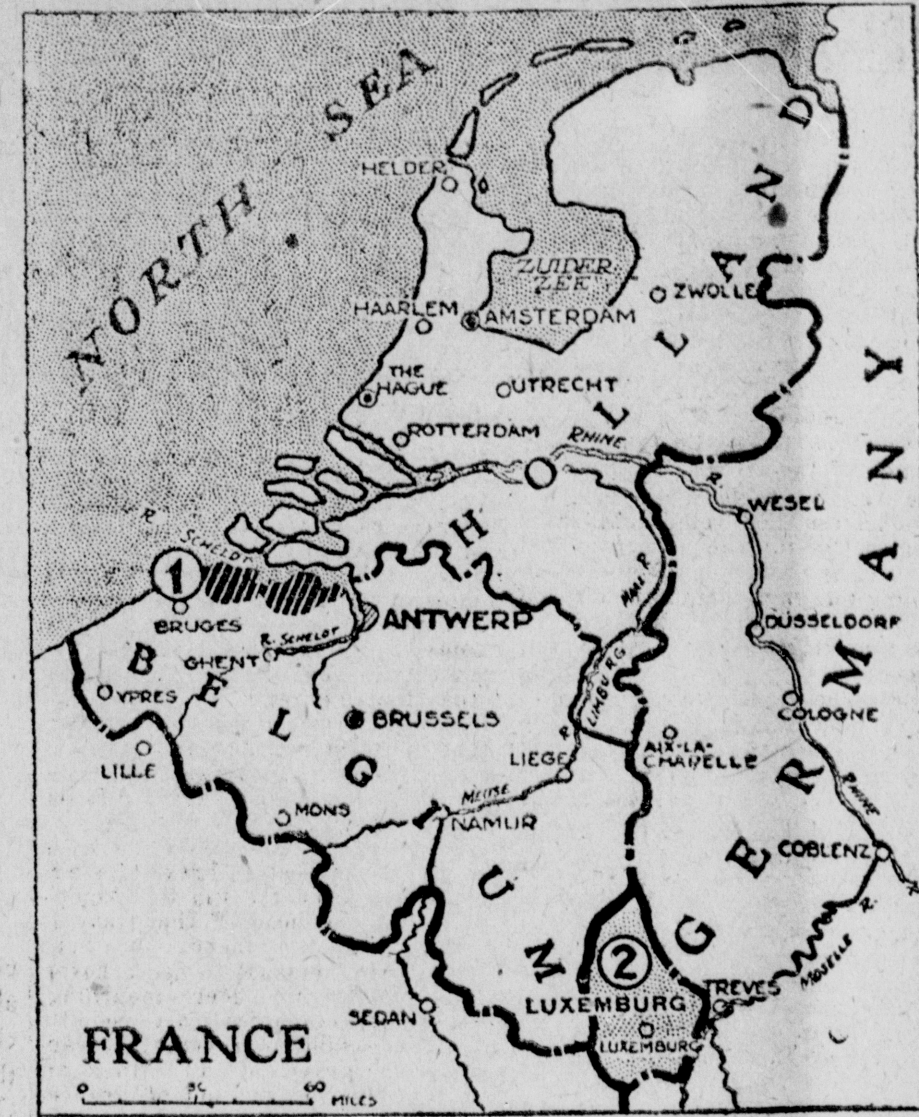 NORTH SEA
HELDER
ZUIDER
ZEE
ZWOLLE
HAARLEM
AMSTERDAM
THE
HAGUE
UTRECHT
ROTTERDAM
RHINE
R
WESEL
HOLLAND
GERMANY
R
SCHELDT
1
BRUGES
ANTWERP
R. SCHELDT
GHENT
LIMBURG
DÜSSELDORF
YPRES
BELGIUM
BRUSSELS
COLOGNE
LILLE
LIEGE
R
AIX-LA-
CHAPELLE
MEUSE
RHINE
MONS
NAMUR
COBLENZ
R
R.
MOSELLE
2
LUXEMBURG
TREVES
SEDAN
LUXEMBURG
FRANCE
0 30 60
MILES